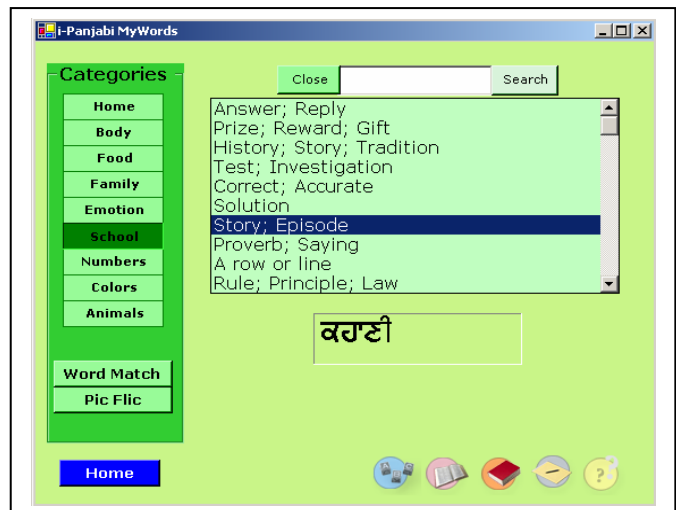 i-Panjabi MyWords
Categories
Home
Body
Food
Family
Emotion
School
Numbers
Colors
Animals
Word Match
Pic Flic
Home
Close
Search
Answer; Reply
Prize; Reward; Gift
History; Story; Tradition
Test; Investigation
Correct; Accurate
Solution
Story; Episode
Proverb; Saying
A row or line
Rule; Principle; Law
ਕਹਾਣੀ
?